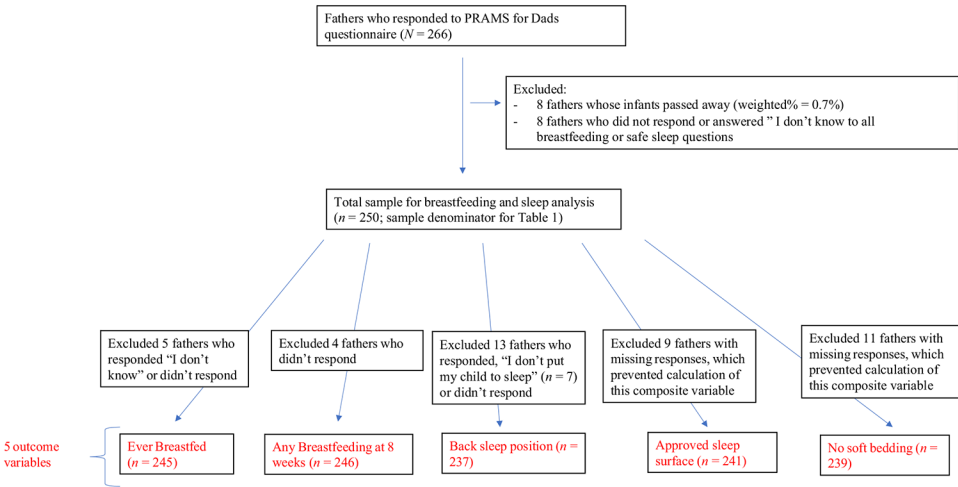 Fathers who responded to PRAMS for Dads
questionnaire (N = 266)
Excluded:
- 8 fathers whose infants passed away (weighted% = 0.7%)
- 8 fathers who did not respond or answered ” I don’t know to all
breastfeeding or safe sleep questions
Total sample for breastfeeding and sleep analysis
(n = 250; sample denominator for Table 1)
Excluded 5 fathers who
responded “I don’t
know” or didn’t respond
Excluded 4 fathers who
didn’t respond
Excluded 13 fathers who
responded, “I don’t put
my child to sleep” (n = 7)
or didn’t respond
Excluded 9 fathers with
missing responses, which
prevented calculation of
this composite variable
Excluded 11 fathers with
missing responses, which
prevented calculation of
this composite variable
5 outcome
variables
Ever Breastfed
(n = 245)
Any Breastfeeding at 8
weeks (n = 246)
Back sleep position (n =
237)
Approved sleep
surface (n = 241)
No soft bedding (n =
239)